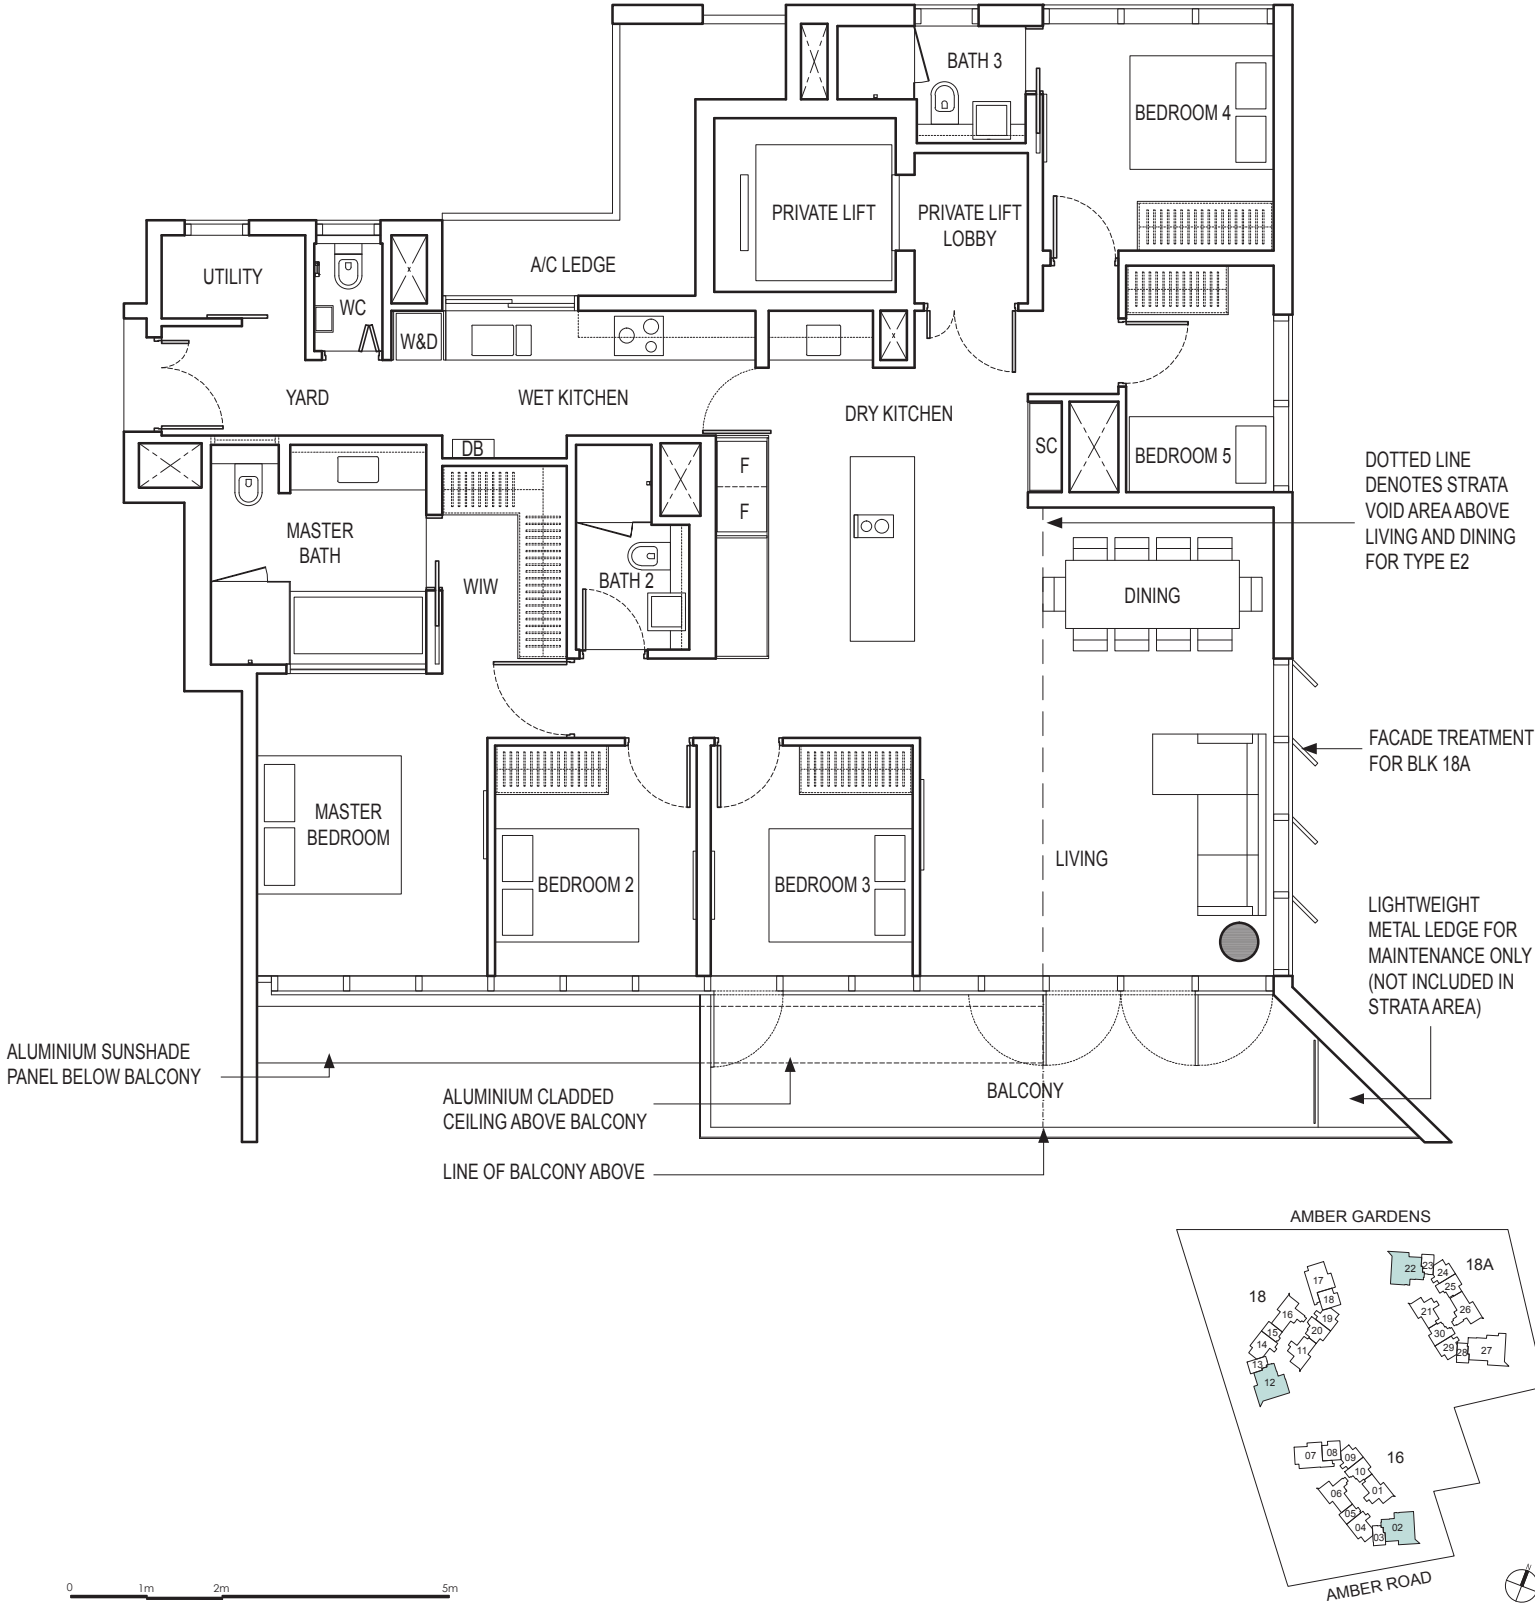 BATH 3
BEDROOM 4
PRIVATE LIFT
PRIVATE LIFT
LOBBY
A/C LEDGE
UTILITY
WC
W&D
YARD
WET KITCHEN
DRY KITCHEN
DB
SC
BEDROOM 5
F
F
MASTER
BATH
WIW
BATH 2
DINING
DOTTED LINE
DENOTES STRATA
VOID AREA ABOVE
LIVING AND DINING
FOR TYPE E2
FACADE TREATMENT
FOR BLK 18A
MASTER
BEDROOM
BEDROOM 2
BEDROOM 3
LIVING
LIGHTWEIGHT
METAL LEDGE FOR
MAINTENANCE ONLY
(NOT INCLUDED IN
STRATA AREA)
ALUMINIUM SUNSHADE
PANEL BELOW BALCONY
ALUMINIUM CLADDED
CEILING ABOVE BALCONY
BALCONY
LINE OF BALCONY ABOVE
AMBER GARDENS
18
17
18
16
19
15
20
14
11
13
12
18A
22
23
24
25
21
26
30
29
28
27
16
07
08
09
10
06
01
05
04
03
02
AMBER ROAD
N
0
1m
2m
5m